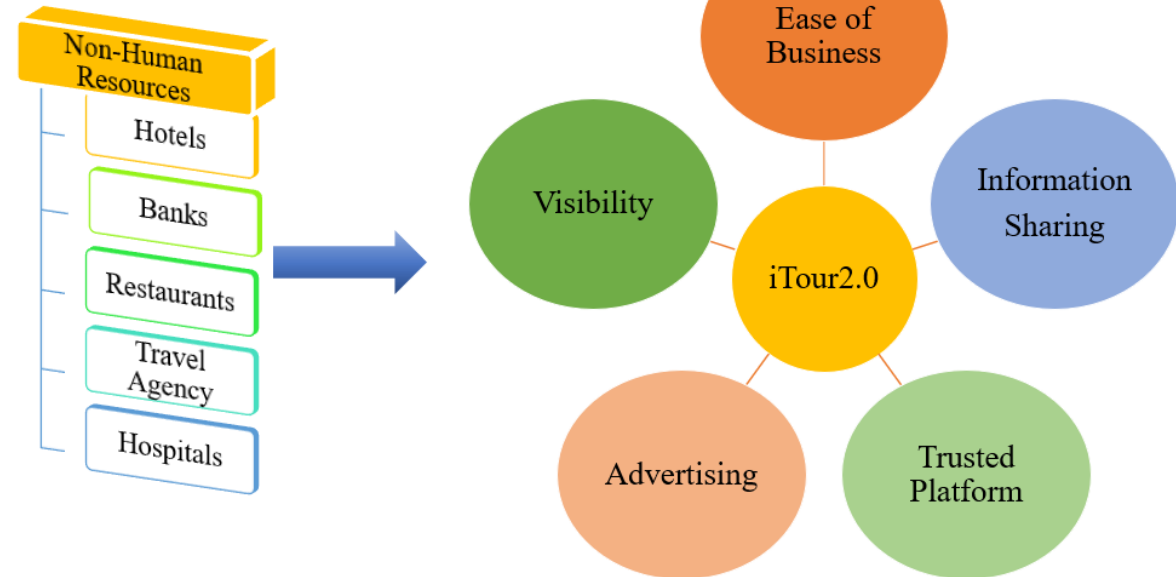 Non-Human
Resources
Hotels
Banks
Restaurants
Travel
Agency
Hospitals
Ease of
Business
Visibility
Information
Sharing
iTour2.0
Advertising
Trusted
Platform